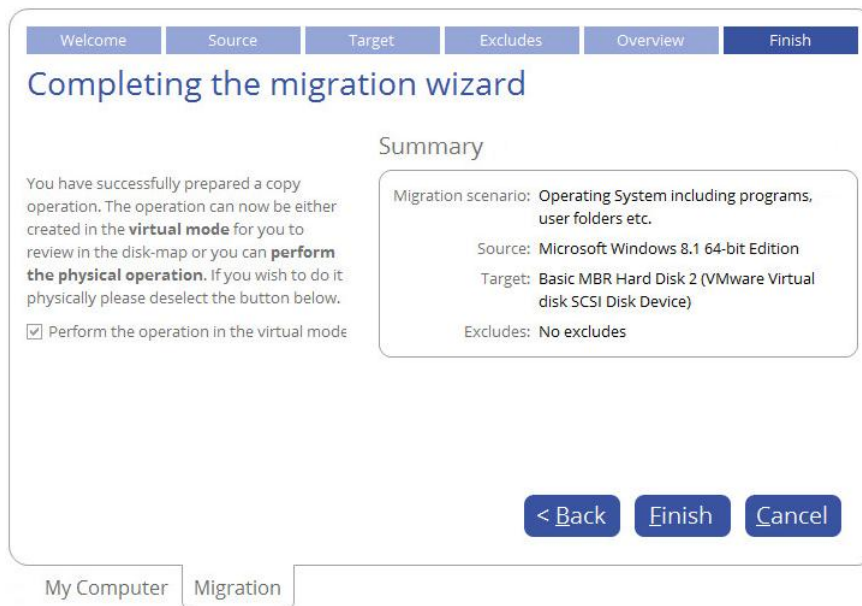 Welcome Source Target Excludes Overview Finish
Completing the migration wizard
You have successfully prepared a copy
operation. The operation can now be either
created in the virtual mode for you to
review in the disk-map or you can perform
the physical operation. If you wish to do it
physically please deselect the button below.
Perform the operation in the virtual mode
Summary
Migration scenario: Operating System including programs,
user folders etc.
Source: Microsoft Windows 8.1 64-bit Edition
Target: Basic MBR Hard Disk 2 (VMware Virtual
disk SCSI Disk Device)
Excludes: No excludes
< Back Finish Cancel
My Computer Migration